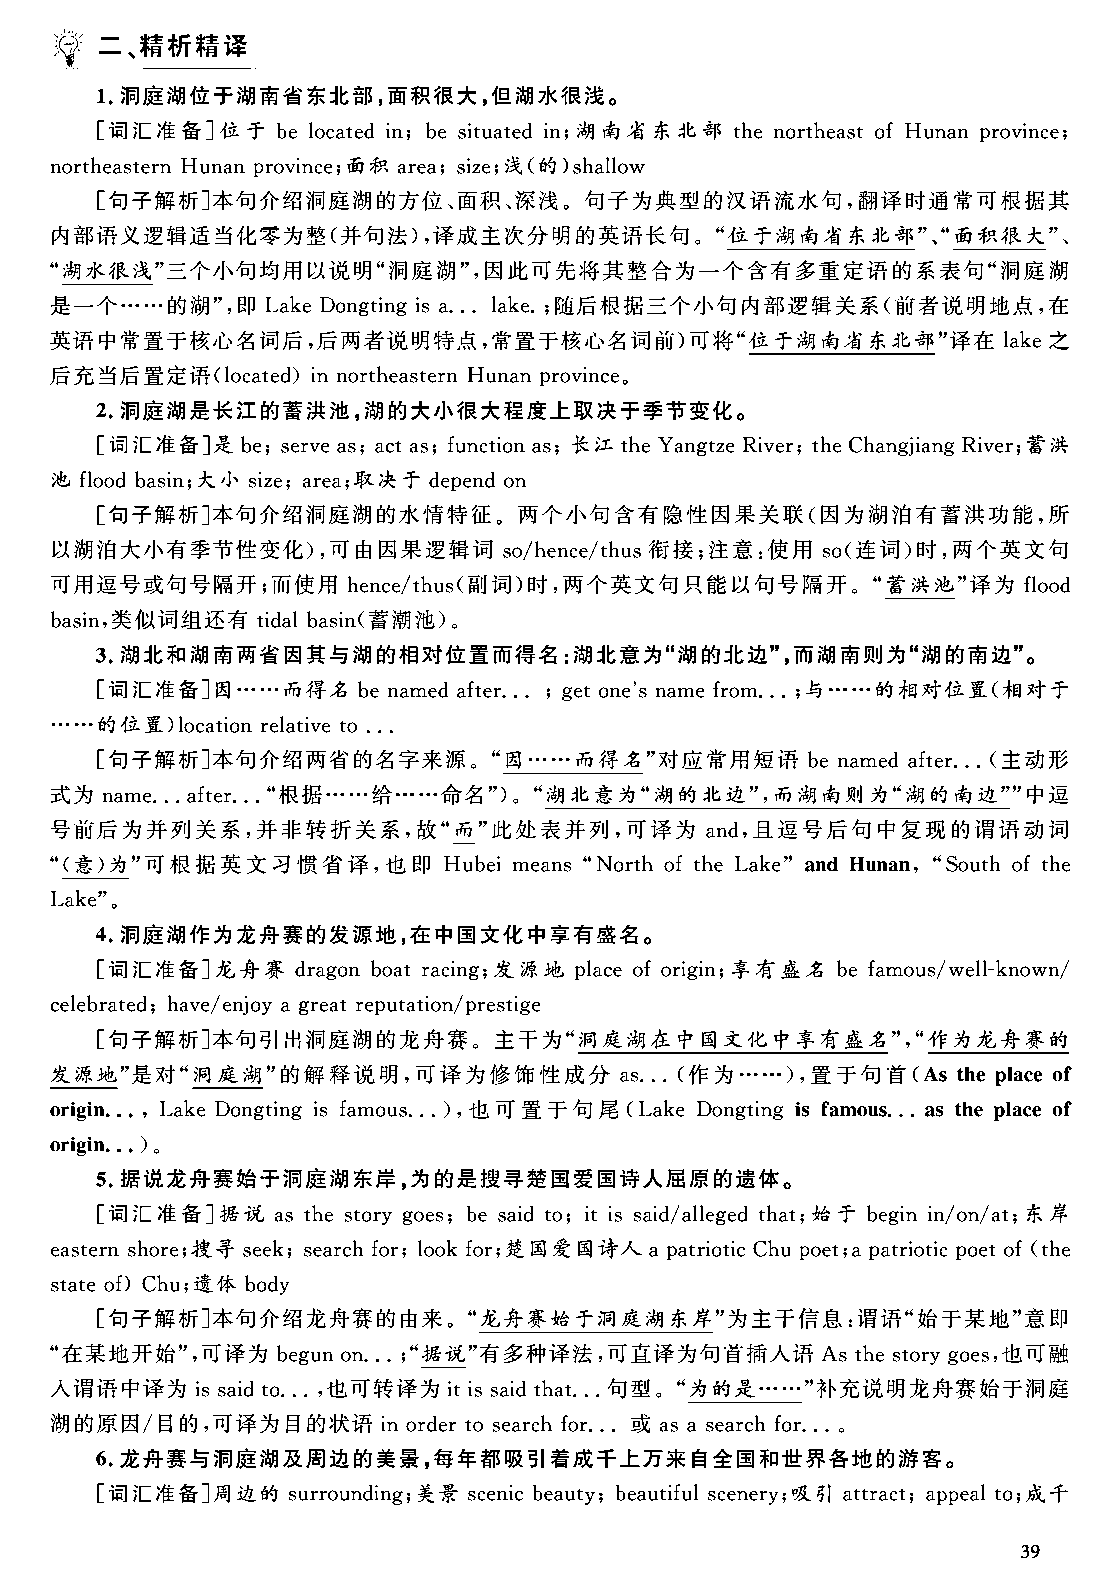 二、精析精译
1. 洞庭湖位于湖南省东北部,面积很大,但湖水很浅。
[词汇准备]位于 be located in; be situated in;湖南省东北部 the northeast of Hunan province;
northeastern Hunan province;面积 area; size;浅(的)shallow
[句子解析]本句介绍洞庭湖的方位、面积、深浅。句子为典型的汉语流水句,翻译时通常可根据其
内部语义逻辑适当化零为整(并句法),译成主次分明的英语长句。“位于湖南省东北部”、“面积很大”、
“湖水很浅”三个小句均用以说明“洞庭湖”,因此可先将其整合为一个含有多重定语的系表句“洞庭湖
是一个……的湖”,即 Lake Dongting is a... lake. ;随后根据三个小句内部逻辑关系(前者说明地点,在
英语中常置于核心名词后,后两者说明特点,常置于核心名词前)可将“位于湖南省东北部”译在 lake 之
后充当后置定语(located) in northeastern Hunan province。
2. 洞庭湖是长江的蓄洪池,湖的大小很大程度上取决于季节变化。
[词汇准备]是 be; serve as; act as; function as; 长江 the Yangtze River; the Changjiang River;蓄洪
池 flood basin;大小 size; area;取决于 depend on
[句子解析]本句介绍洞庭湖的水情特征。两个小句含有隐性因果关联(因为湖泊有蓄洪功能,所
以湖泊大小有季节性变化),可由因果逻辑词 so/hence/thus 衔接;注意:使用 so(连词)时,两个英文句
可用逗号或句号隔开;而使用 hence/thus(副词)时,两个英文句只能以句号隔开。“蓄洪池”译为 flood
basin,类似词组还有 tidal basin(蓄潮池)。
3. 湖北和湖南两省因其与湖的相对位置而得名:湖北意为“湖的北边”,而湖南则为“湖的南边”。
[词汇准备]因……而得名 be named after... ; get one's name from...;与……的相对位置(相对于
……的位置)location relative to ...
[句子解析]本句介绍两省的名字来源。“因……而得名”对应常用短语 be named after...(主动形
式为 name...after...“根据……给……命名”)。“湖北意为“湖的北边”,而湖南则为“湖的南边””中逗
号前后为并列关系,并非转折关系,故“而”此处表并列,可译为 and,且逗号后句中复现的谓语动词
“(意)为”可根据英文习惯省译,也即 Hubei means “North of the Lake” and Hunan, “South of the
Lake”。
4. 洞庭湖作为龙舟赛的发源地,在中国文化中享有盛名。
[词汇准备]龙舟赛 dragon boat racing;发源地 place of origin;享有盛名 be famous/well-known/
celebrated; have/enjoy a great reputation/prestige
[句子解析]本句引出洞庭湖的龙舟赛。主干为“洞庭湖在中国文化中享有盛名”,“作为龙舟赛的
发源地”是对“洞庭湖”的解释说明,可译为修饰性成分 as...(作为……),置于句首(As the place of
origin..., Lake Dongting is famous...),也可置于句尾(Lake Dongting is famous... as the place of
origin...)。
5. 据说龙舟赛始于洞庭湖东岸,为的是搜寻楚国爱国诗人屈原的遗体。
[词汇准备]据说 as the story goes; be said to; it is said/alleged that;始于 begin in/on/at;东岸
eastern shore;搜寻 seek; search for; look for;楚国爱国诗人 a patriotic Chu poet;a patriotic poet of (the
state of) Chu;遗体 body
[句子解析]本句介绍龙舟赛的由来。“龙舟赛始于洞庭湖东岸”为主干信息:谓语“始于某地”意即
“在某地开始”,可译为 begun on...;“据说”有多种译法,可直译为句首插入语 As the story goes,也可融
入谓语中译为 is said to...,也可转译为 it is said that...句型。“为的是……”补充说明龙舟赛始于洞庭
湖的原因/目的,可译为目的状语 in order to search for... 或 as a search for...。
6. 龙舟赛与洞庭湖及周边的美景,每年都吸引着成千上万来自全国和世界各地的游客。
[词汇准备]周边的 surrounding;美景 scenic beauty; beautiful scenery;吸引 attract; appeal to;成千
39